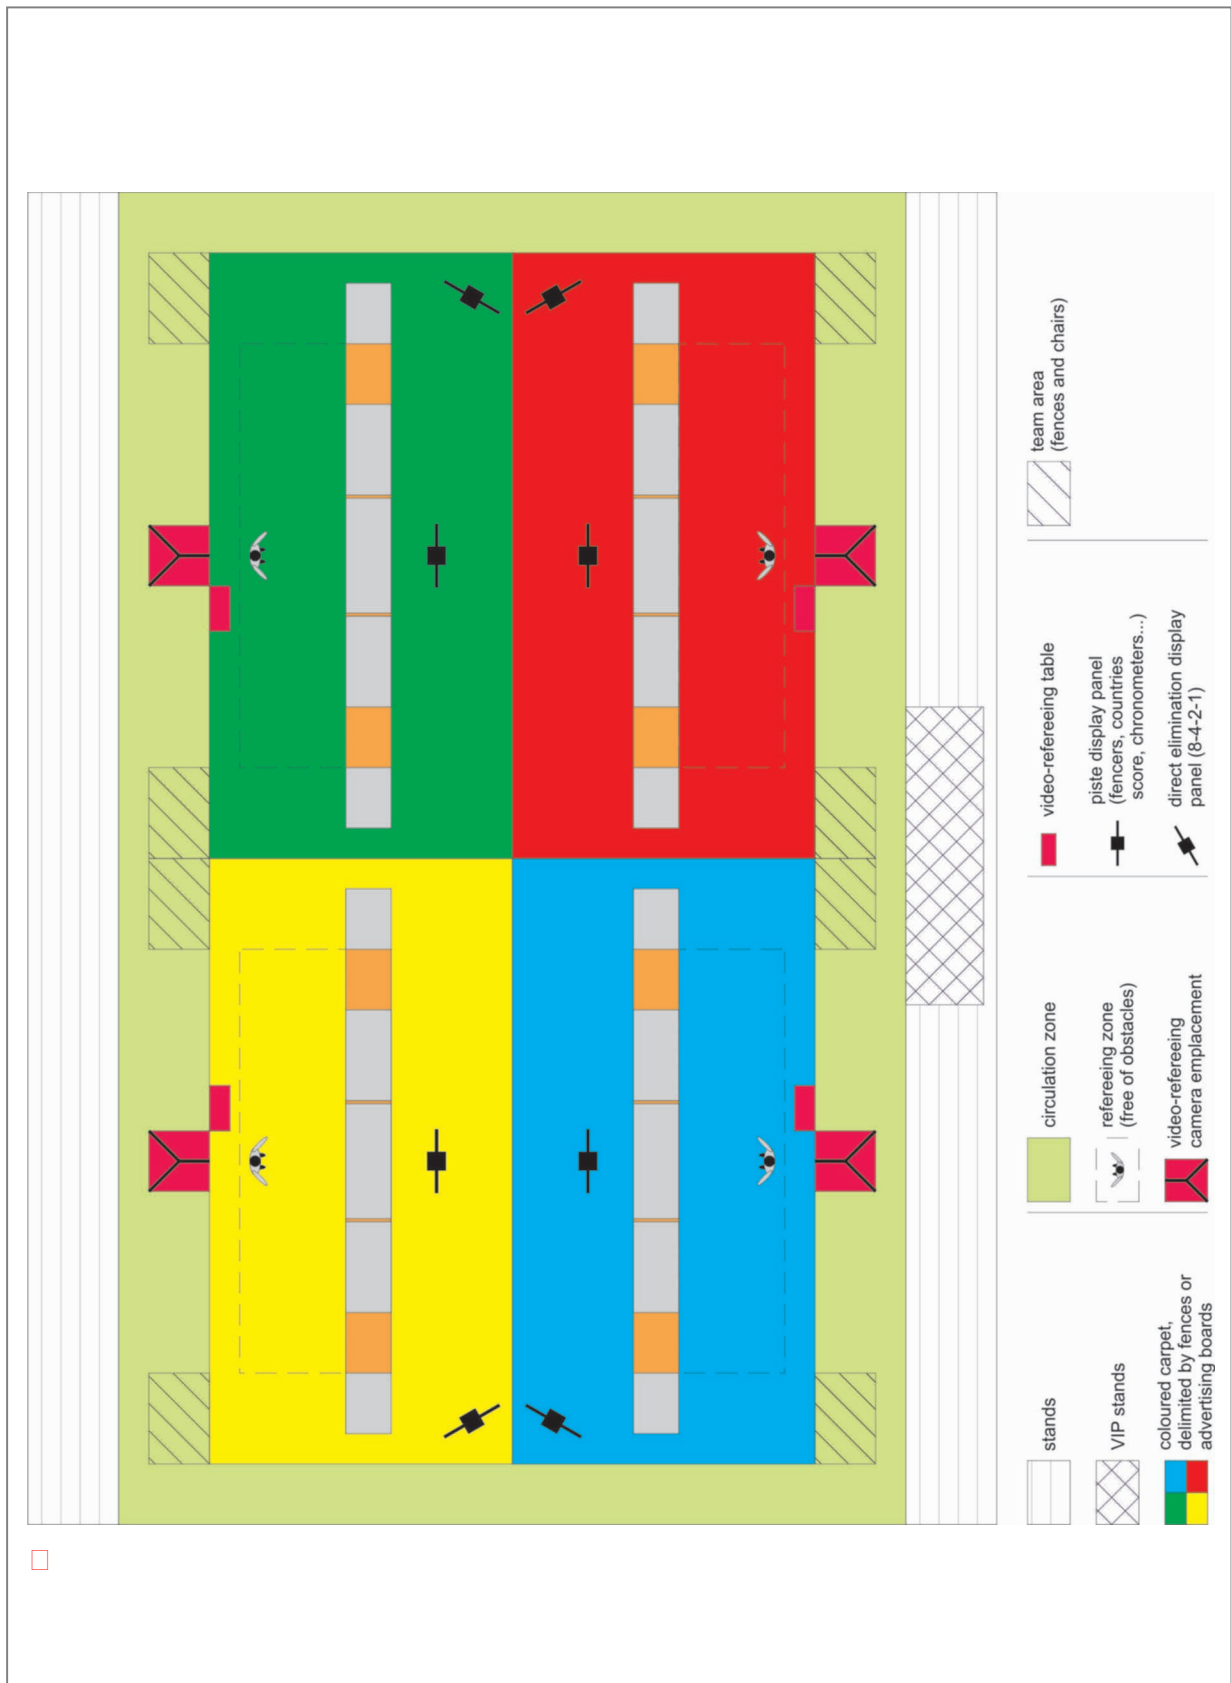 stands
VIP stands
coloured carpet,
delimited by fences or
advertising boards
circulation zone
refereeing zone
(free of obstacles)
video-refereeing
camera emplacement
video-refereeing table
piste display panel
(fencers, countries
score, chronometers...)
direct elimination display
panel (8-4-2-1)
team area
(fences and chairs)